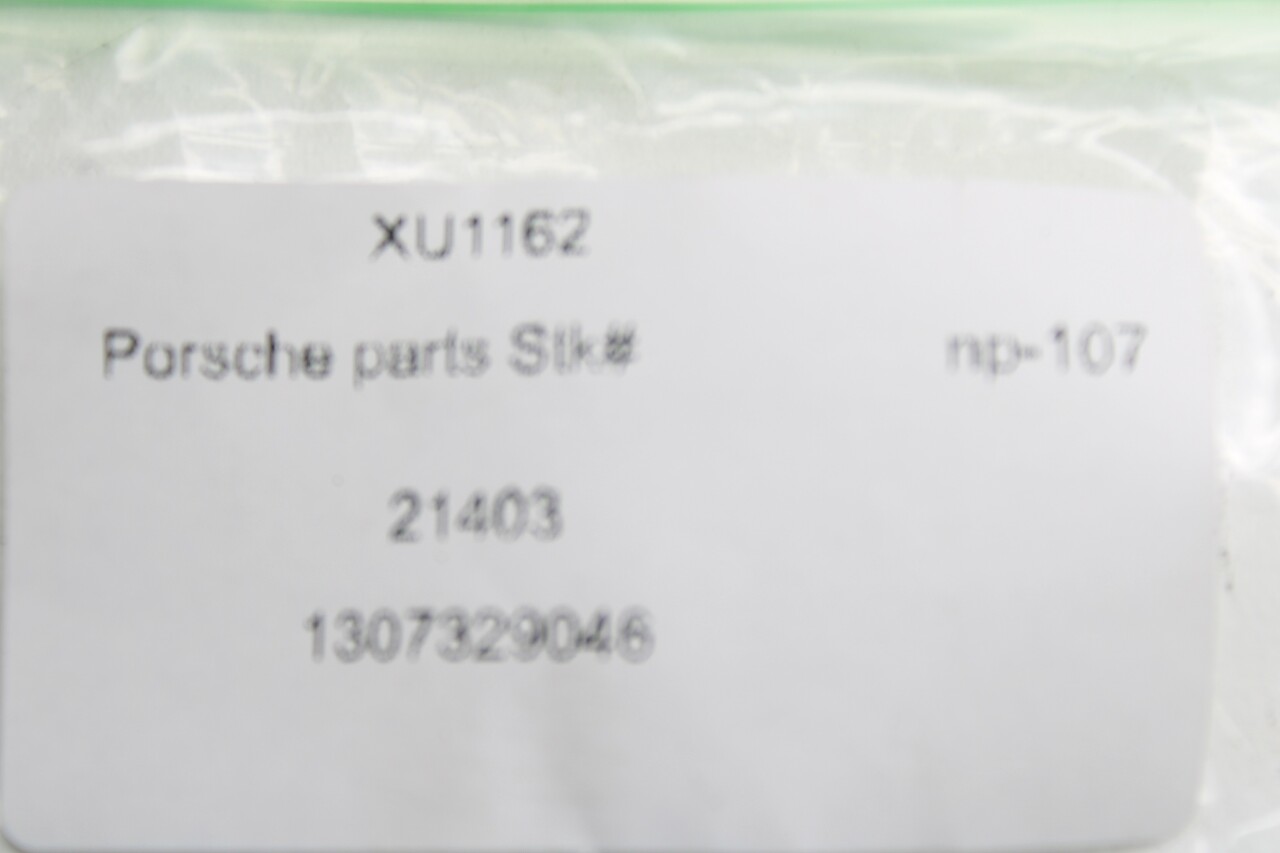 XU1162
Porsche parts Stk# np-107
21403
1307329046